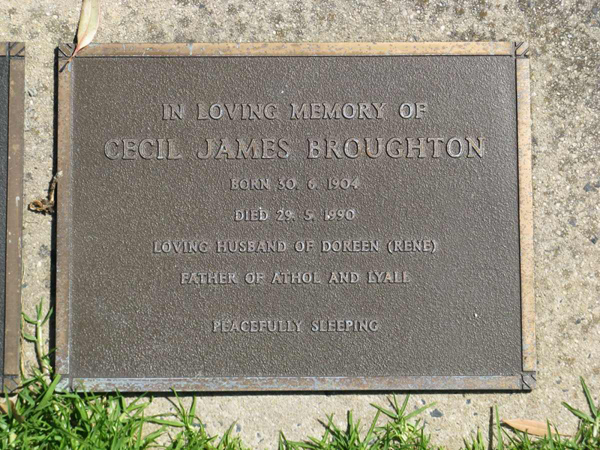 IN LOVING MEMORY OF
CECIL JAMES BROUGHTON
BORN 30. 6. 1904
DIED 29. 5. 1990
LOVING HUSBAND OF DOREEN (RENE)
FATHER OF ATHOL AND LYALL
PEACEFULLY SLEEPING